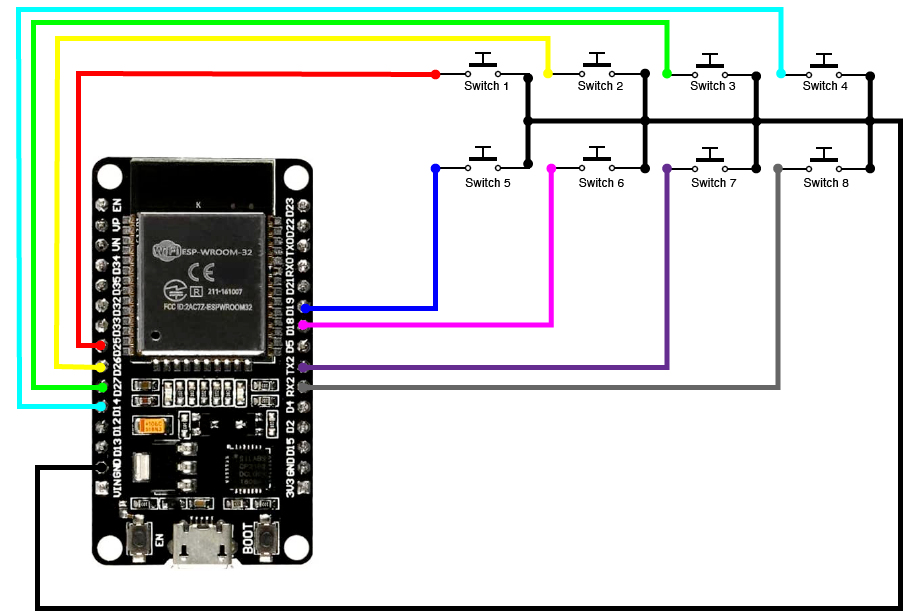 Switch 1
Switch 2
Switch 3
Switch 4
Switch 5
Switch 6
Switch 7
Switch 8
EN
VP
UN
D34
D35
D32
D33
D25
D26
D27
D14
D12
D13
GND
VIN
D23
D22
TX0
RX0
D21
D19
D18
D5
TX2
RX2
D4
D2
D15
GND
3V3
K
WiFi ESP-WROOM-32
CE
R 211-161007
FCC ID:2AC7Z-ESPWROOM32
EN
BOOT